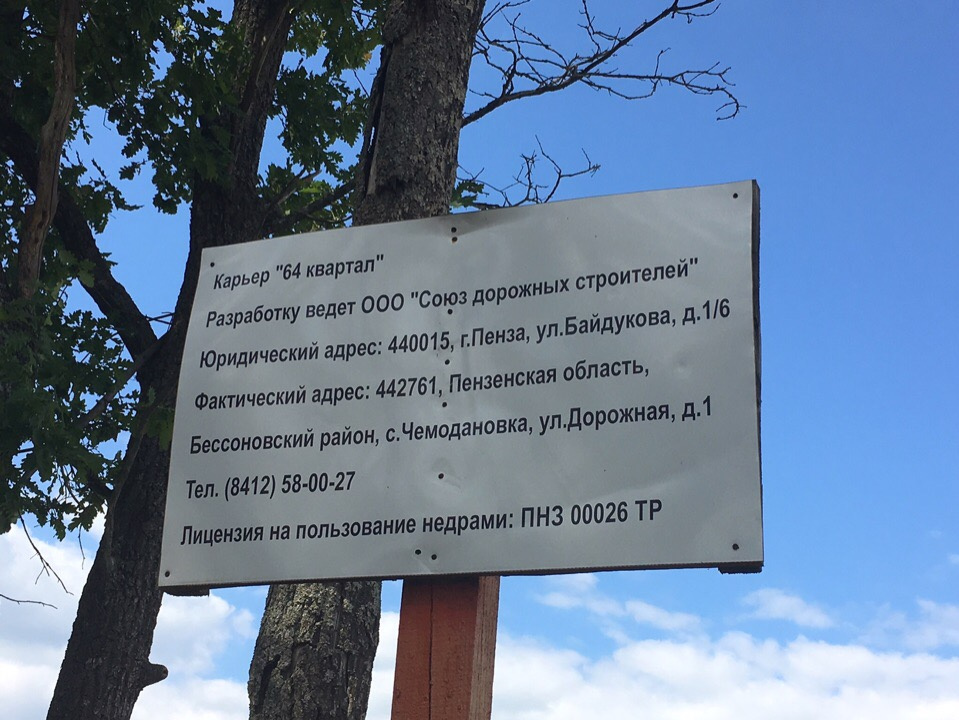 Карьер "64 квартал"
Разработку ведет ООО "Союз дорожных строителей"
Юридический адрес: 440015, г.Пенза, ул.Байдукова, д.1/6
Фактический адрес: 442761, Пензенская область,
Бессоновский район, с.Чемодановка, ул.Дорожная, д.1
Тел. (8412) 58-00-27
Лицензия на пользование недрами: ПНЗ 00026 ТР